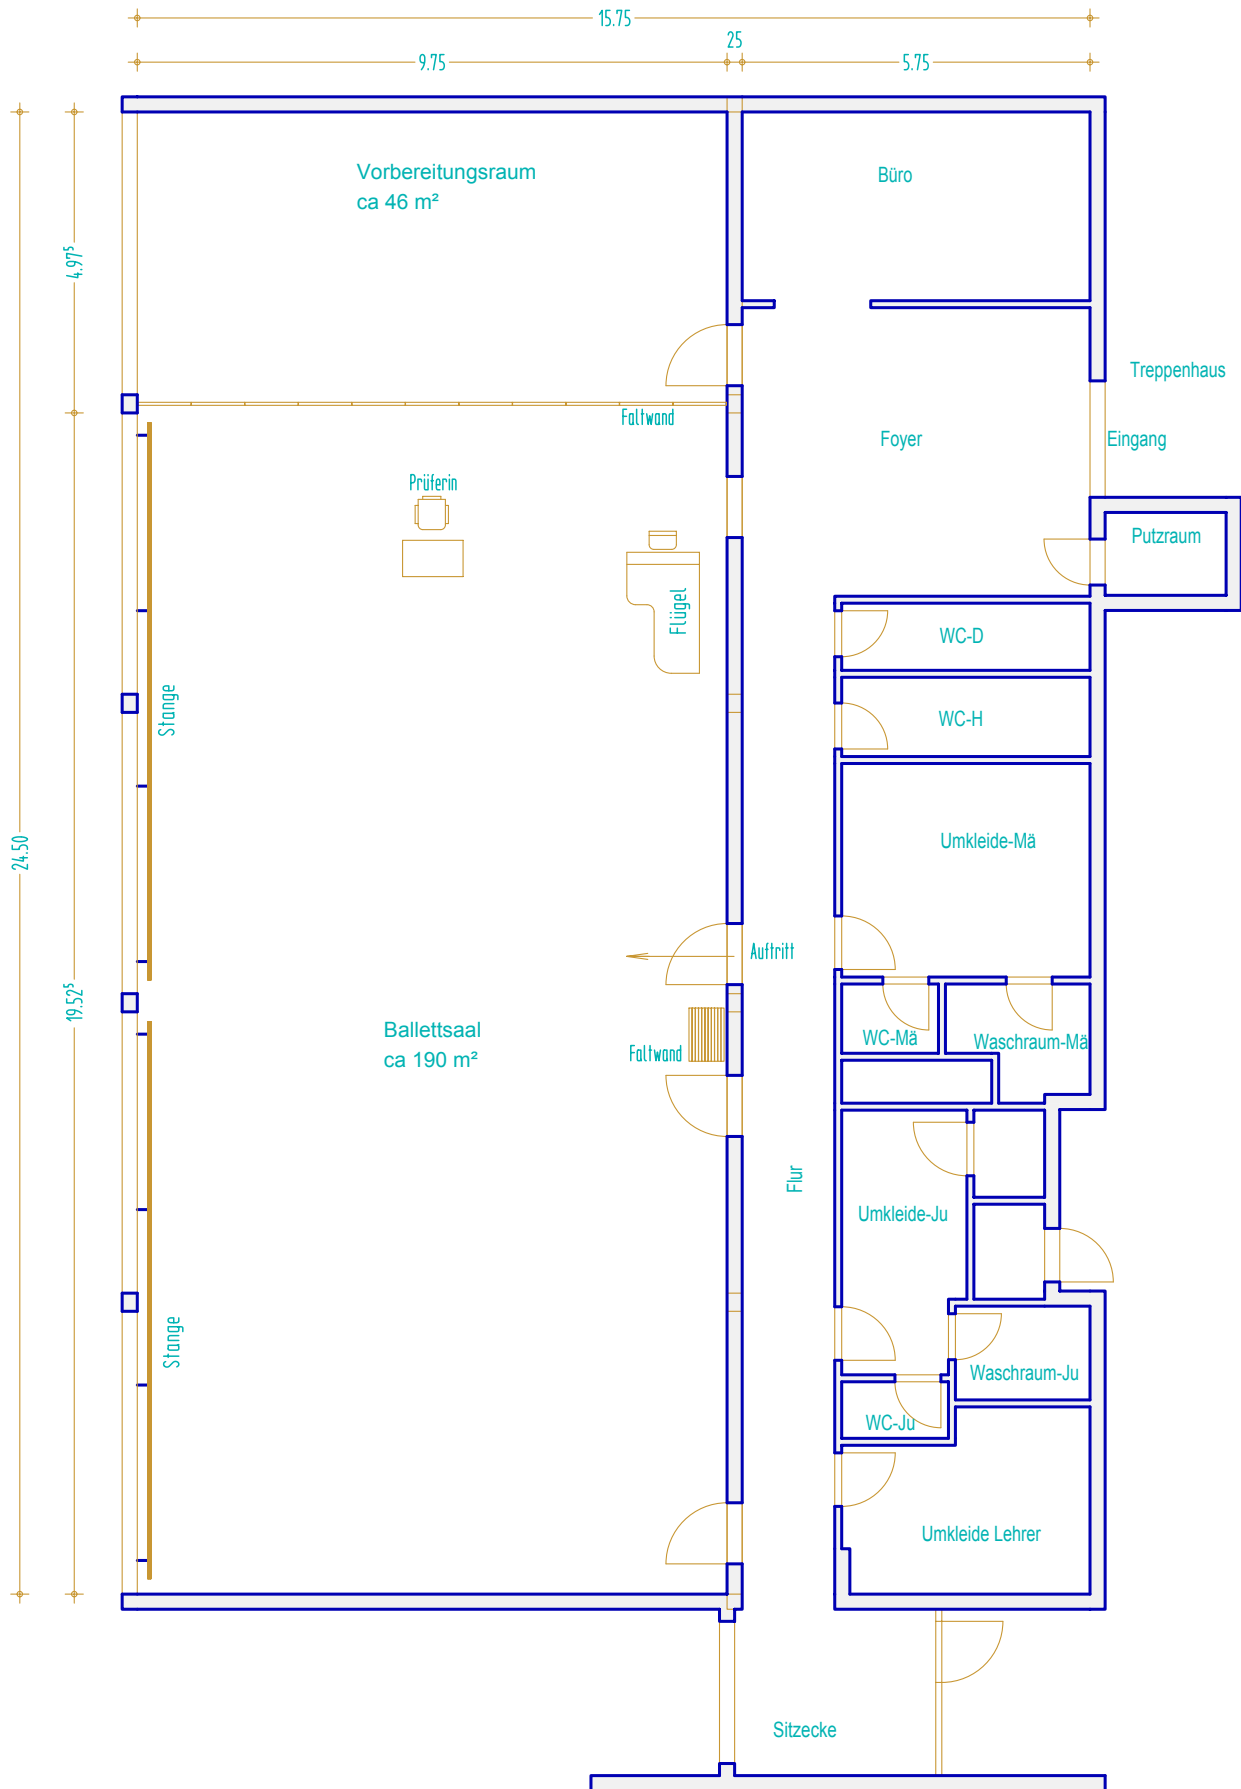 15.75
25
9.75
5.75
Vorbereitungsraum
ca 46 m²
Büro
4.97⁵
Treppenhaus
Faltwand
Foyer
Eingang
Prüferin
Putzraum
Flügel
WC-D
Stange
WC-H
24.50
Umkleide-Mä
Auftritt
19.52⁵
Ballettsaal
ca 190 m²
Faltwand
WC-Mä
Waschraum-Mä
Flur
Umkleide-Ju
Stange
Waschraum-Ju
WC-Ju
Umkleide Lehrer
Sitzecke